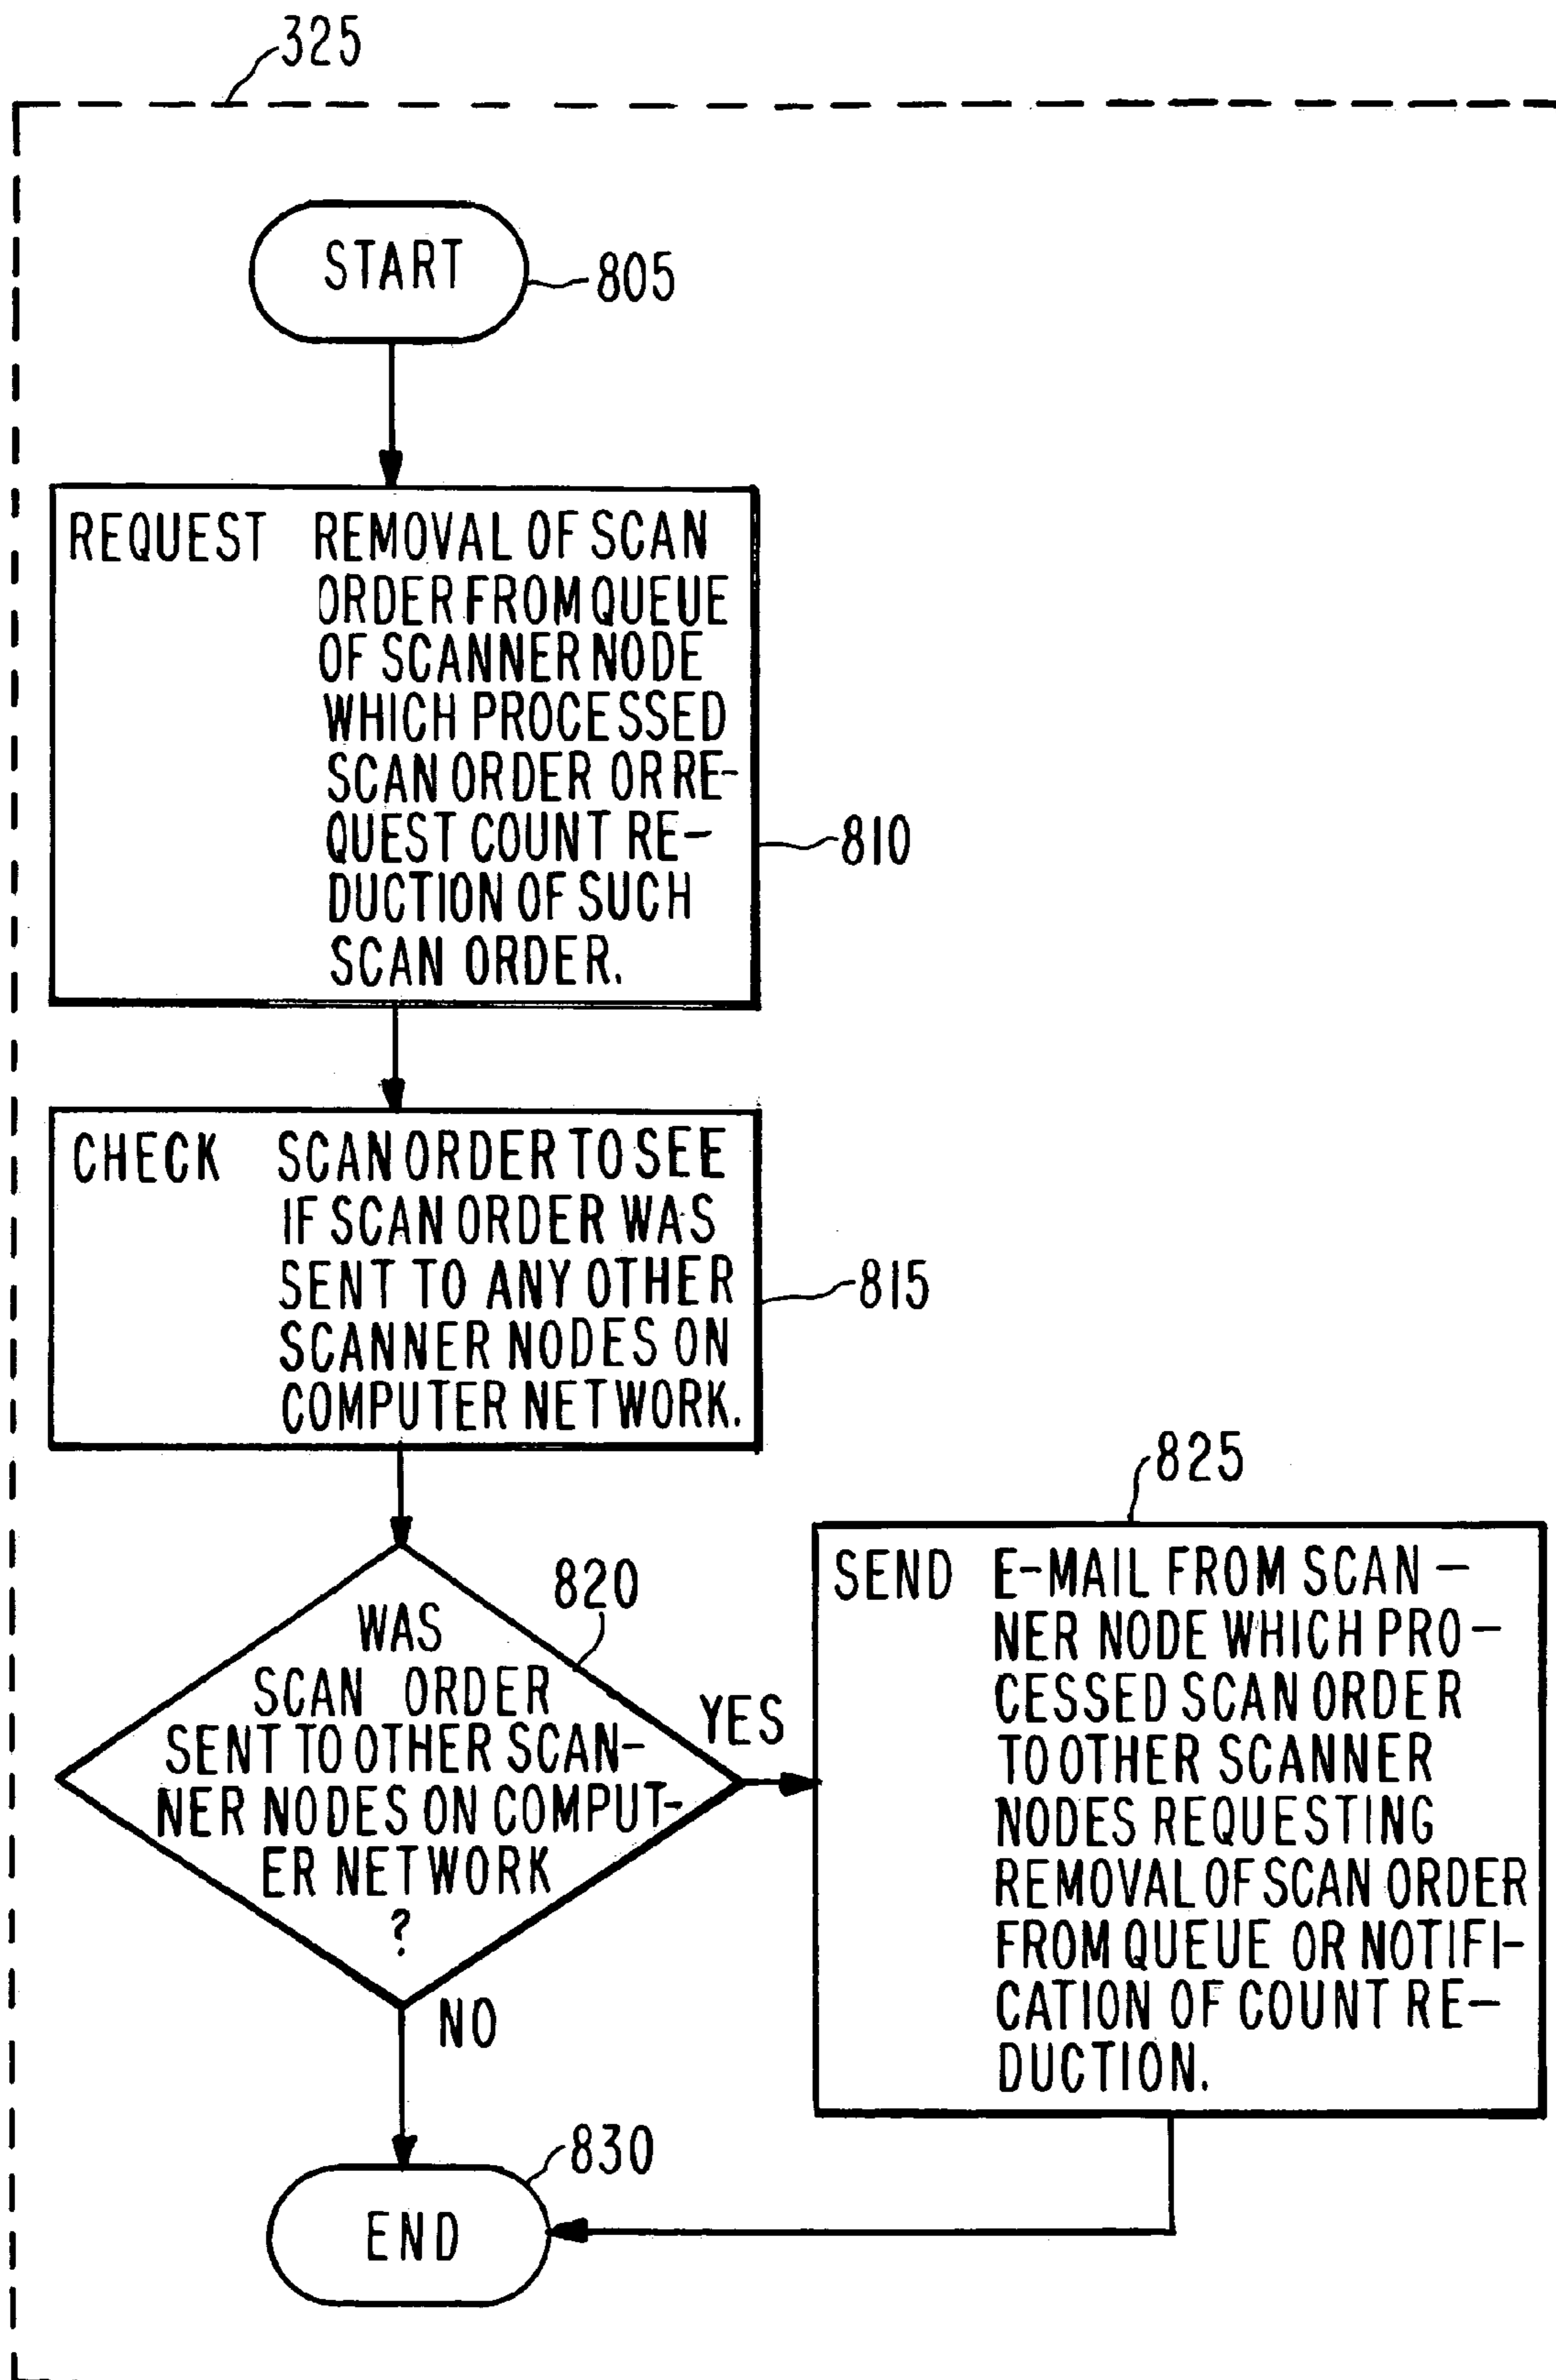 325
START
805
REQUEST REMOVAL OF SCAN
ORDER FROM QUEUE
OF SCANNER NODE
WHICH PROCESSED
SCAN ORDER OR RE-
QUEST COUNT RE-
DUCTION OF SUCH
SCAN ORDER.
810
CHECK SCAN ORDER TO SEE
IF SCAN ORDER WAS
SENT TO ANY OTHER
SCANNER NODES ON
COMPUTER NETWORK.
815
820
WAS
SCAN ORDER
SENT TO OTHER SCAN-
NER NODES ON COMPUT-
ER NETWORK
?
YES
NO
825
SEND E-MAIL FROM SCAN-
NER NODE WHICH PRO-
CESSED SCAN ORDER
TO OTHER SCANNER
NODES REQUESTING
REMOVAL OF SCAN ORDER
FROM QUEUE OR NOTIFI-
CATION OF COUNT RE-
DUCTION.
830
END